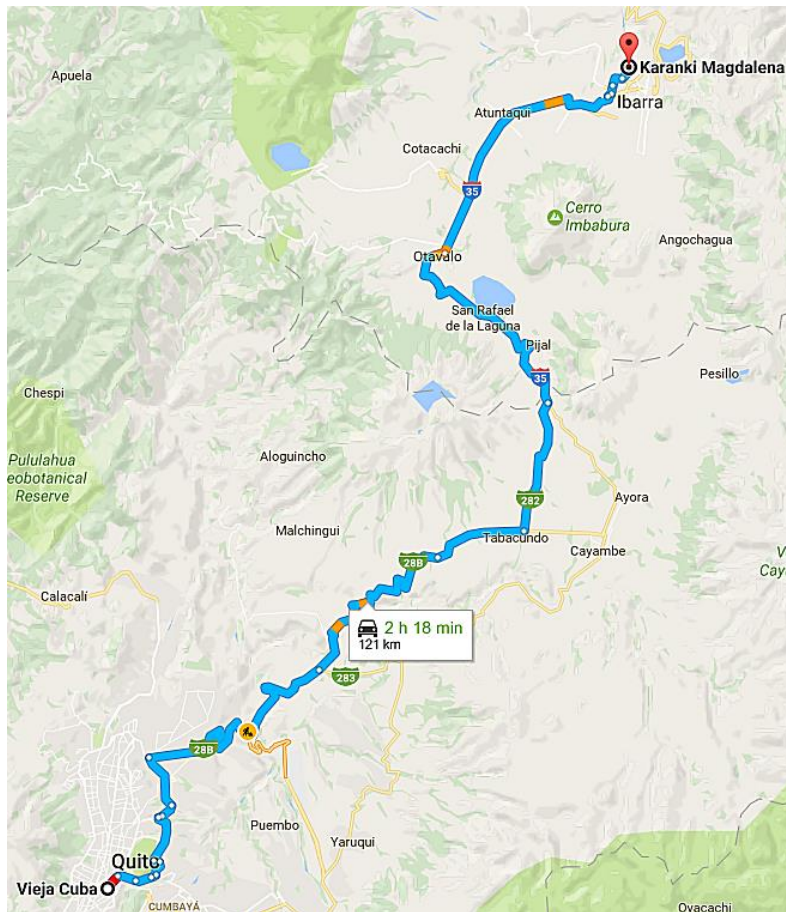 Karanki Magdalena
Apuela
Ibarra
Atuntaqui
Cotacachi
35
Cerro
Imbabura
Angochagua
Otavalo
San Rafael
de la Laguna
Pijal
35
Pesillo
Chespi
Aloguincho
Pululahua
eobotanical
Reserve
282
Ayora
Malchingui
Tabacundo
Cayambe
28B
Cay
Calacalí
2 h 18 min
121 km
283
28B
Puembo
Yaruqui
Quito
Vieja Cuba
CUMBAYÁ
Oyacachi